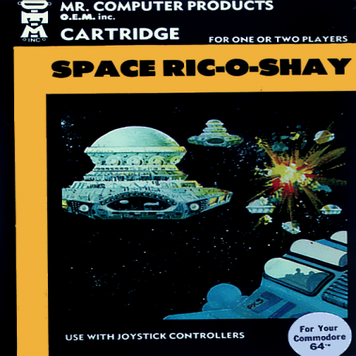 MR. COMPUTER PRODUCTS
O.E.M. inc.
CARTRIDGE
FOR ONE OR TWO PLAYERS
INC
SPACE RIC-O-SHAY
USE WITH JOYSTICK CONTROLLERS
For Your
Commodore
64™